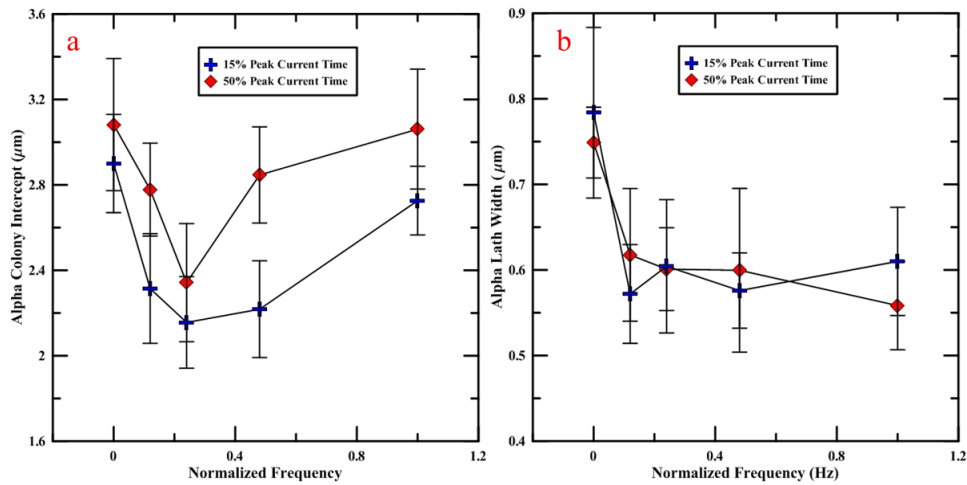 a
15% Peak Current Time
50% Peak Current Time
3.6
3.2
2.8
2.4
2
1.6
Alpha Colony Intercept (μm)
0
0.4
0.8
1.2
Normalized Frequency
b
15% Peak Current Time
50% Peak Current Time
0.9
0.8
0.7
0.6
0.5
0.4
Alpha Lath Width ( μm)
0
0.4
0.8
1.2
Normalized Frequency (Hz)